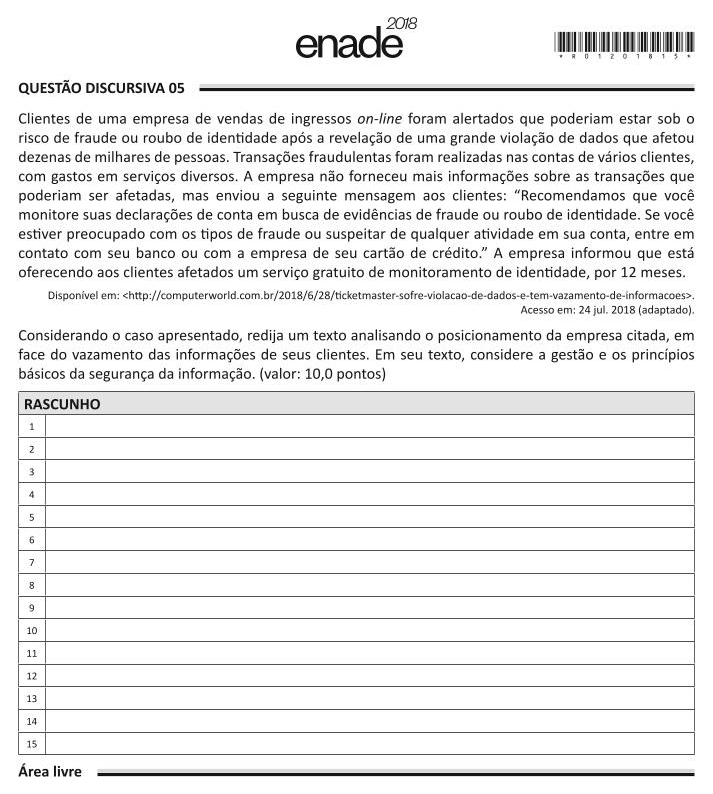 2018
enade
* R 0 1 2 0 1 8 1 5 *
QUESTÃO DISCURSIVA 05
Clientes de uma empresa de vendas de ingressos on-line foram alertados que poderiam estar sob o
risco de fraude ou roubo de identidade após a revelação de uma grande violação de dados que afetou
dezenas de milhares de pessoas. Transações fraudulentas foram realizadas nas contas de vários clientes,
com gastos em serviços diversos. A empresa não forneceu mais informações sobre as transações que
poderiam ser afetadas, mas enviou a seguinte mensagem aos clientes: “Recomendamos que você
monitore suas declarações de conta em busca de evidências de fraude ou roubo de identidade. Se você
estiver preocupado com os tipos de fraude ou suspeitar de qualquer atividade em sua conta, entre em
contato com seu banco ou com a empresa de seu cartão de crédito.” A empresa informou que está
oferecendo aos clientes afetados um serviço gratuito de monitoramento de identidade, por 12 meses.
Disponível em: <http://computerworld.com.br/2018/6/28/ticketmaster-sofre-violacao-de-dados-e-tem-vazamento-de-informacoes>.
Acesso em: 24 jul. 2018 (adaptado).
Considerando o caso apresentado, redija um texto analisando o posicionamento da empresa citada, em
face do vazamento das informações de seus clientes. Em seu texto, considere a gestão e os princípios
básicos da segurança da informação. (valor: 10,0 pontos)
RASCUNHO
1
2
3
4
5
6
7
8
9
10
11
12
13
14
15
Área livre